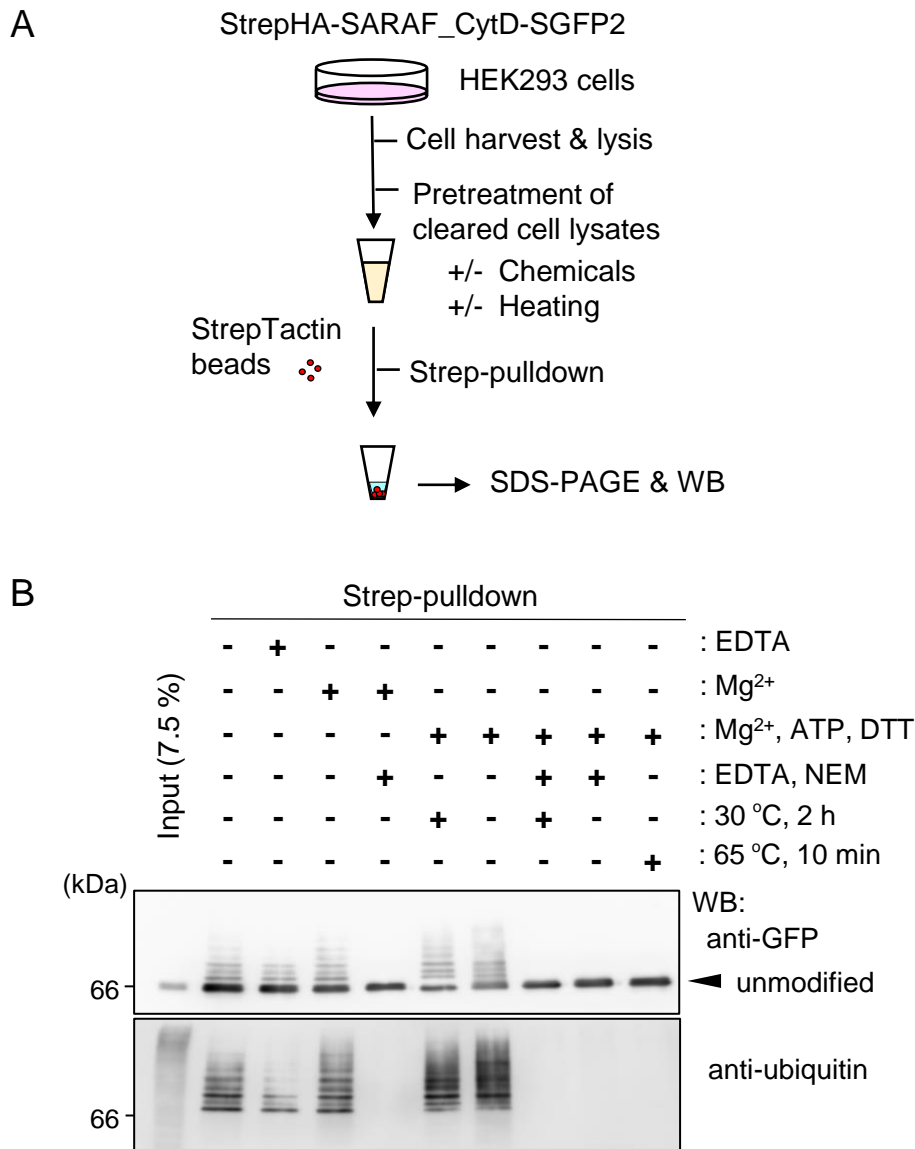 A
StrepHA-SARAF_CytD-SGFP2
HEK293 cells
Cell harvest & lysis
Pretreatment of
cleared cell lysates
+/- Chemicals
+/- Heating
StrepTactin
beads
Strep-pulldown
SDS-PAGE & WB
B
Strep-pulldown
Input (7.5 %)
- + - - - - - - - : EDTA
- - + + - - - - - : Mg²⁺
- - - - + + + + + : Mg²⁺, ATP, DTT
- - - + - - + + - : EDTA, NEM
- - - - + - + - - : 30 °C, 2 h
- - - - - - - - + : 65 °C, 10 min
(kDa)
WB:
anti-GFP
66
unmodified
anti-ubiquitin
66